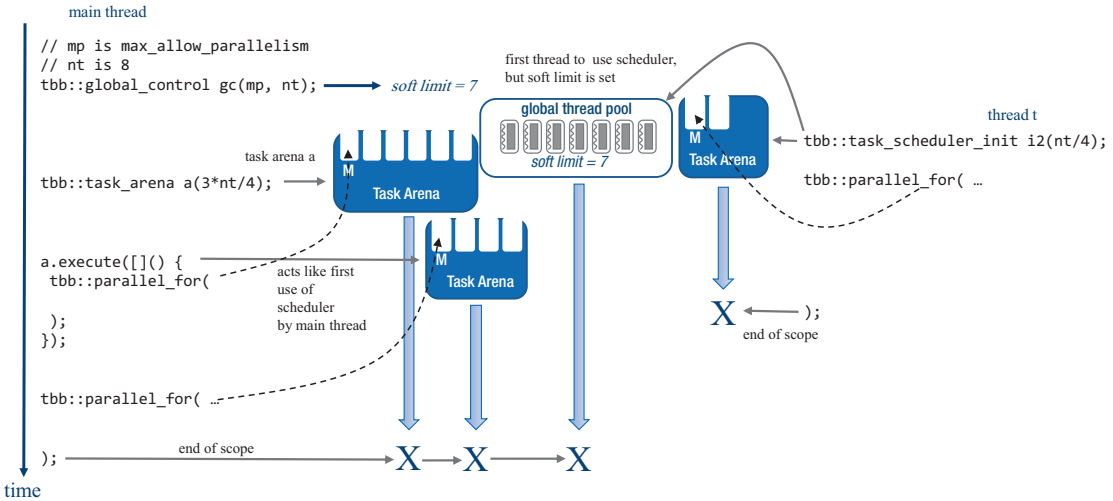 main thread
// mp is max_allow_parallelism
// nt is 8
tbb::global_control gc(mp, nt);
soft limit = 7
first thread to use scheduler,
but soft limit is set
global thread pool
soft limit = 7
M
Task Arena
thread t
tbb::task_scheduler_init i2(nt/4);
tbb::parallel_for( …
task arena a
tbb::task_arena a(3*nt/4);
M
Task Arena
a.execute([]() {
tbb::parallel_for(
);
});
acts like first
use of
scheduler
by main thread
M
Task Arena
X
);
end of scope
tbb::parallel_for( …
);
end of scope
X
X
X
time